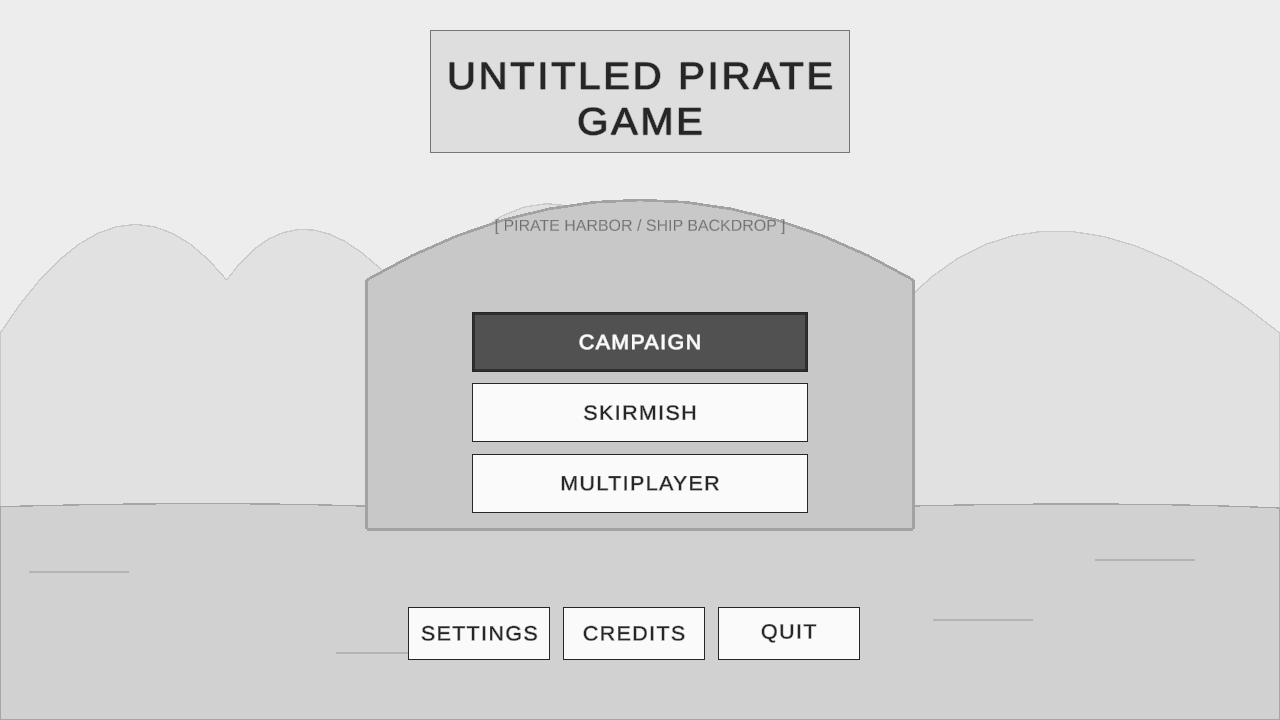 UNTITLED PIRATE
GAME
[ PIRATE HARBOR / SHIP BACKDROP ]
CAMPAIGN
SKIRMISH
MULTIPLAYER
SETTINGS
CREDITS
QUIT